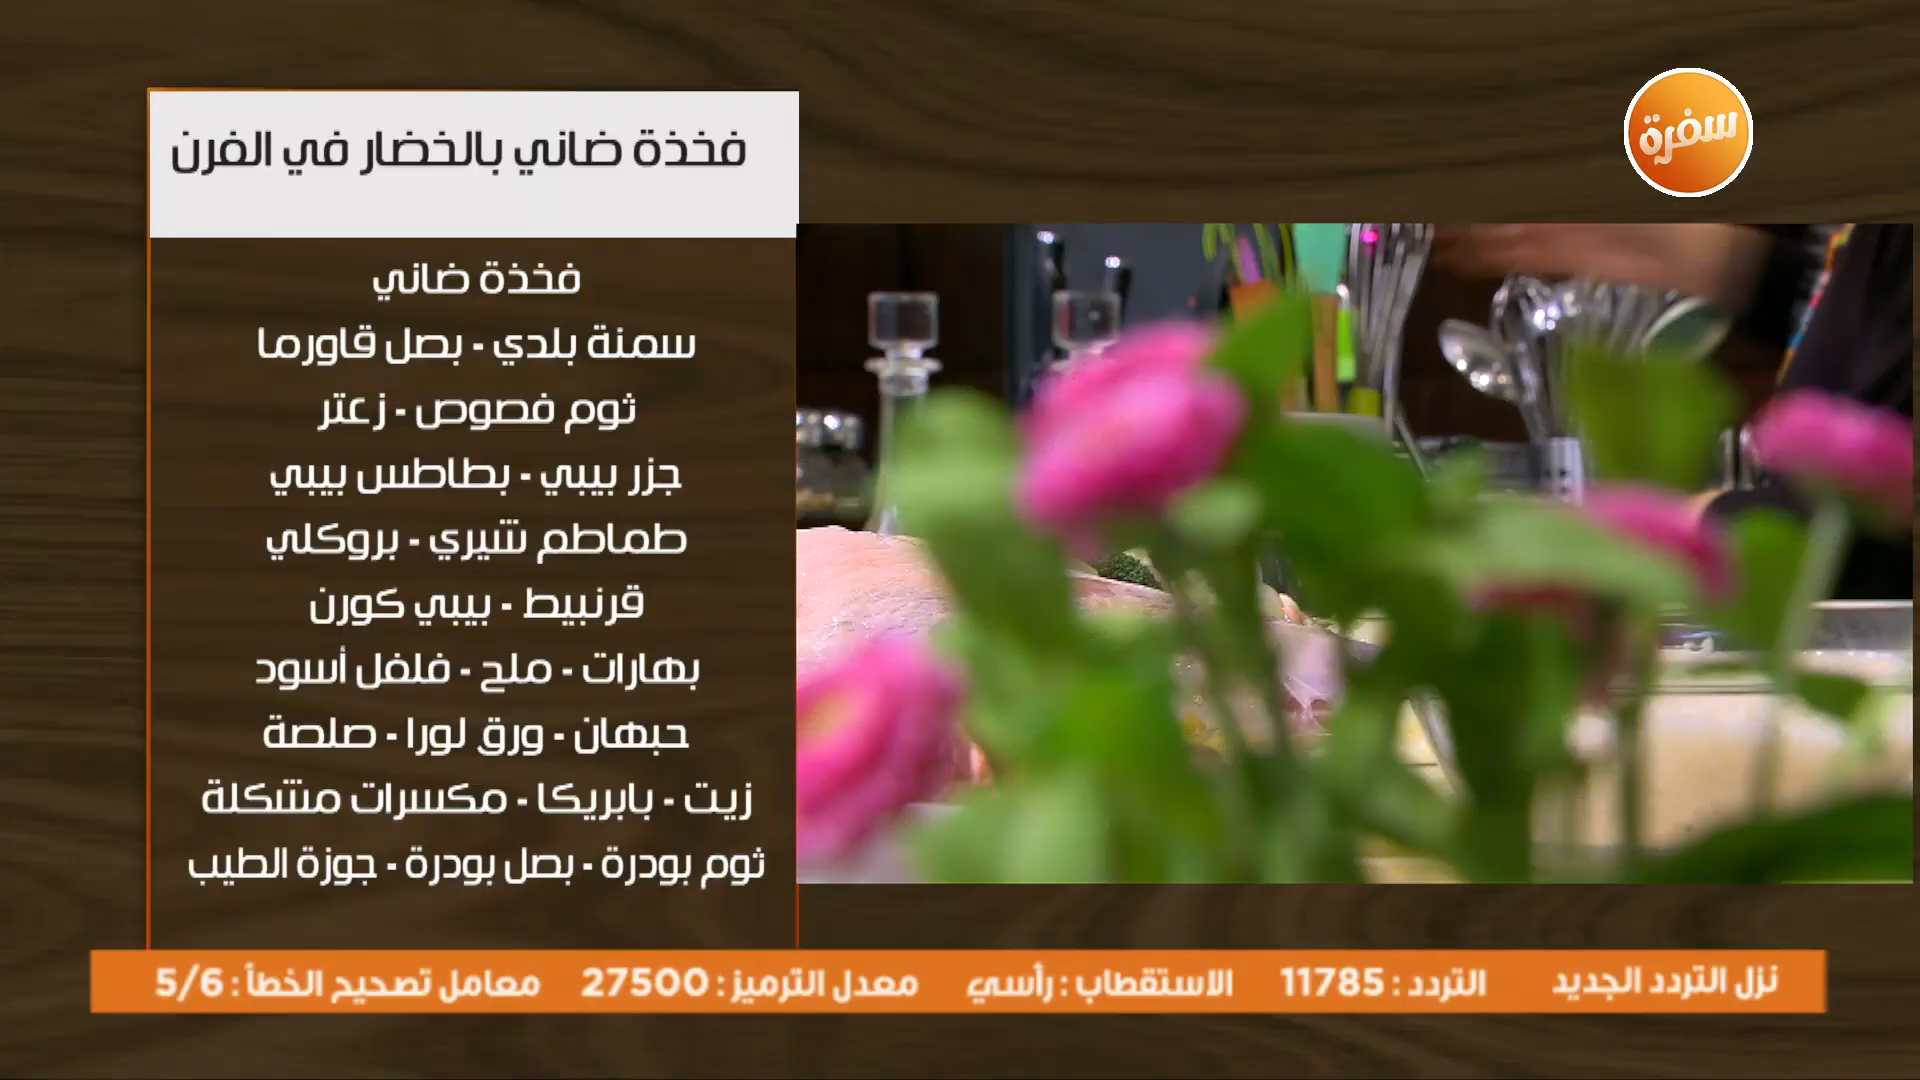 سفرة
فخذة ضاني بالخضار في الفرن
فخذة ضاني
سمنة بلدي - بصل قاورما
ثوم فصوص - زعتر
جزر بيبي - بطاطس بيبي
طماطم شيري - بروكلي
قرنبيط - بيبي كورن
بهارات - ملح - فلفل أسود
حبهان - ورق لورا - صلصة
زيت - بابريكا - مكسرات مشكلة
ثوم بودرة - بصل بودرة - جوزة الطيب
نزل التردد الجديد التردد : 11785 الاستقطاب : رأسي معدل الترميز : 27500 معامل تصحيح الخطأ : 5/6